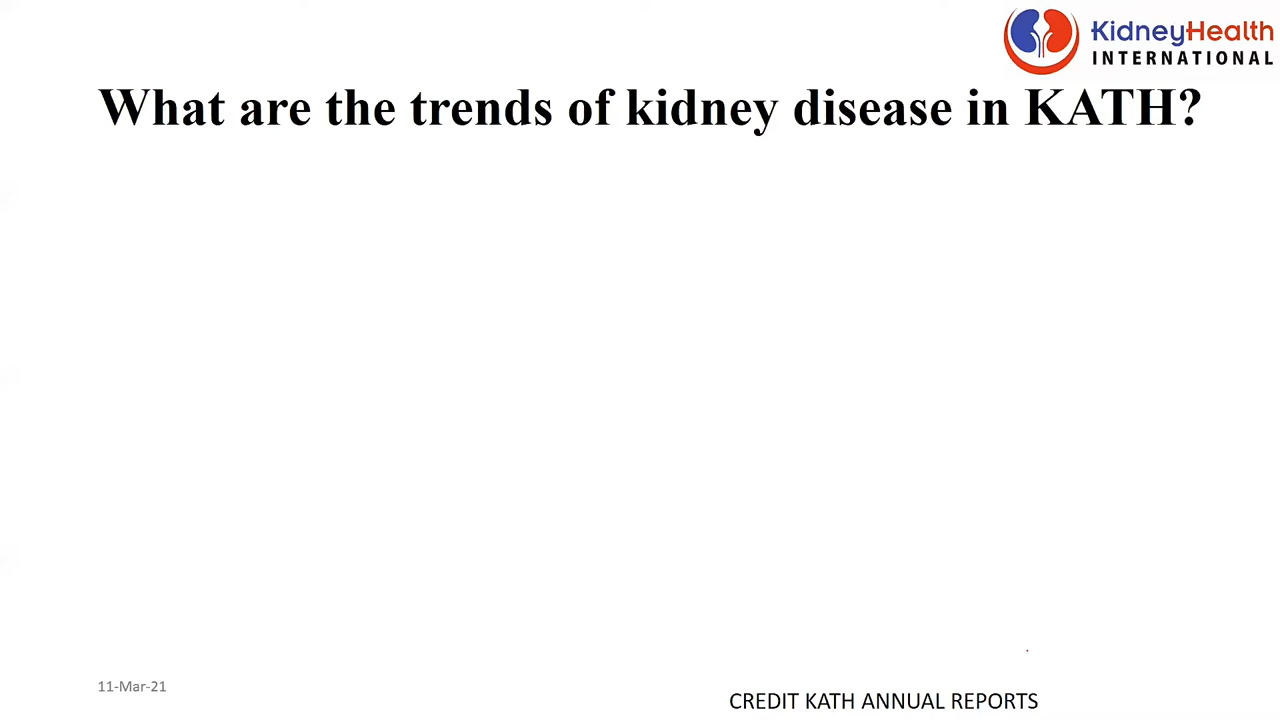 KidneyHealth
INTERNATIONAL
What are the trends of kidney disease in KATH?
11-Mar-21
CREDIT KATH ANNUAL REPORTS